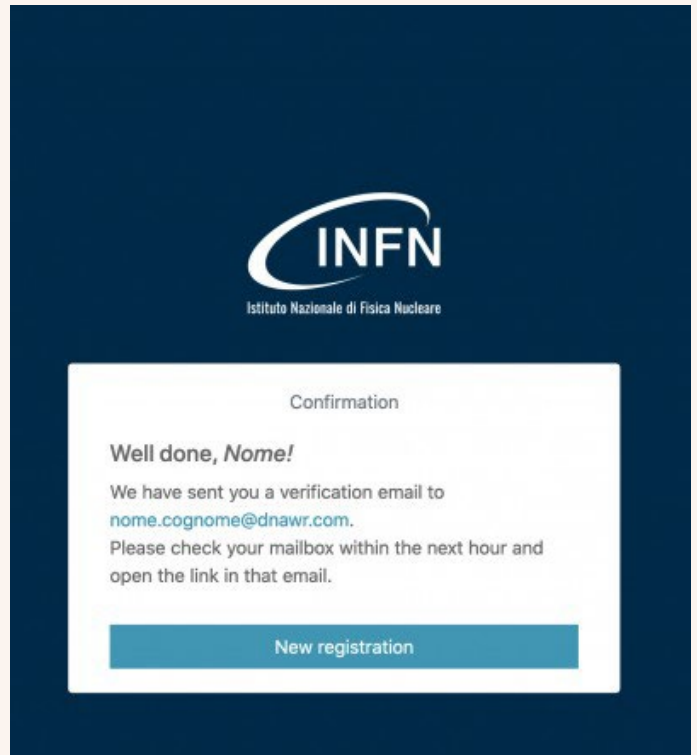 INFN
Istituto Nazionale di Fisica Nucleare
Confirmation
Well done, Nome!
We have sent you a verification email to
nome.cognome@dnawr.com.
Please check your mailbox within the next hour and
open the link in that email.
New registration